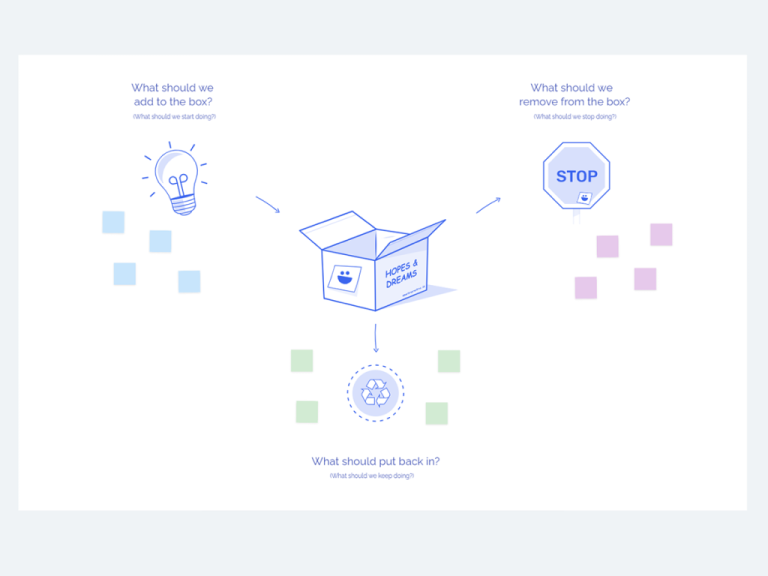 What should we
add to the box?
(What should we start doing?)
What should we
remove from the box?
(What should we stop doing?)
STOP
HOPES &
DREAMS
What should put back in?
(What should we keep doing?)